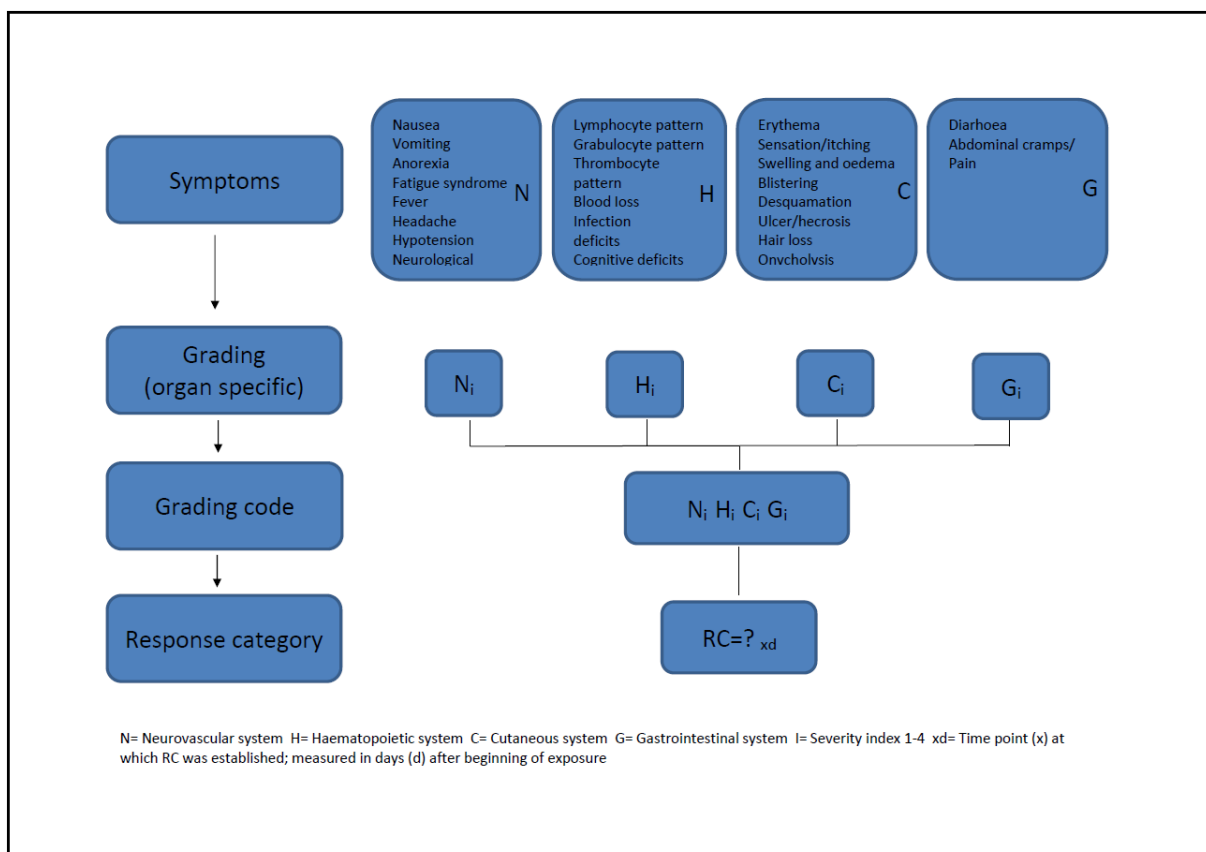 Symptoms
Nausea
Vomiting
Anorexia
Fatigue syndrome
Fever
Headache
Hypotension
Neurological
N
Lymphocyte pattern
Grabulocyte pattern
Thrombocyte
pattern
Blood loss
Infection
deficits
Cognitive deficits
H
Erythema
Sensation/itching
Swelling and oedema
Blistering
Desquamation
Ulcer/hecrosis
Hair loss
Onycholysis
C
Diarhoea
Abdominal cramps/
Pain
G
Grading
(organ specific)
Ni
Hi
Ci
Gi
Grading code
Ni Hi Ci Gi
Response category
RC=? xd
N= Neurovascular system H= Haematopoietic system C= Cutaneous system G= Gastrointestinal system I= Severity index 1-4 xd= Time point (x) at
which RC was established; measured in days (d) after beginning of exposure